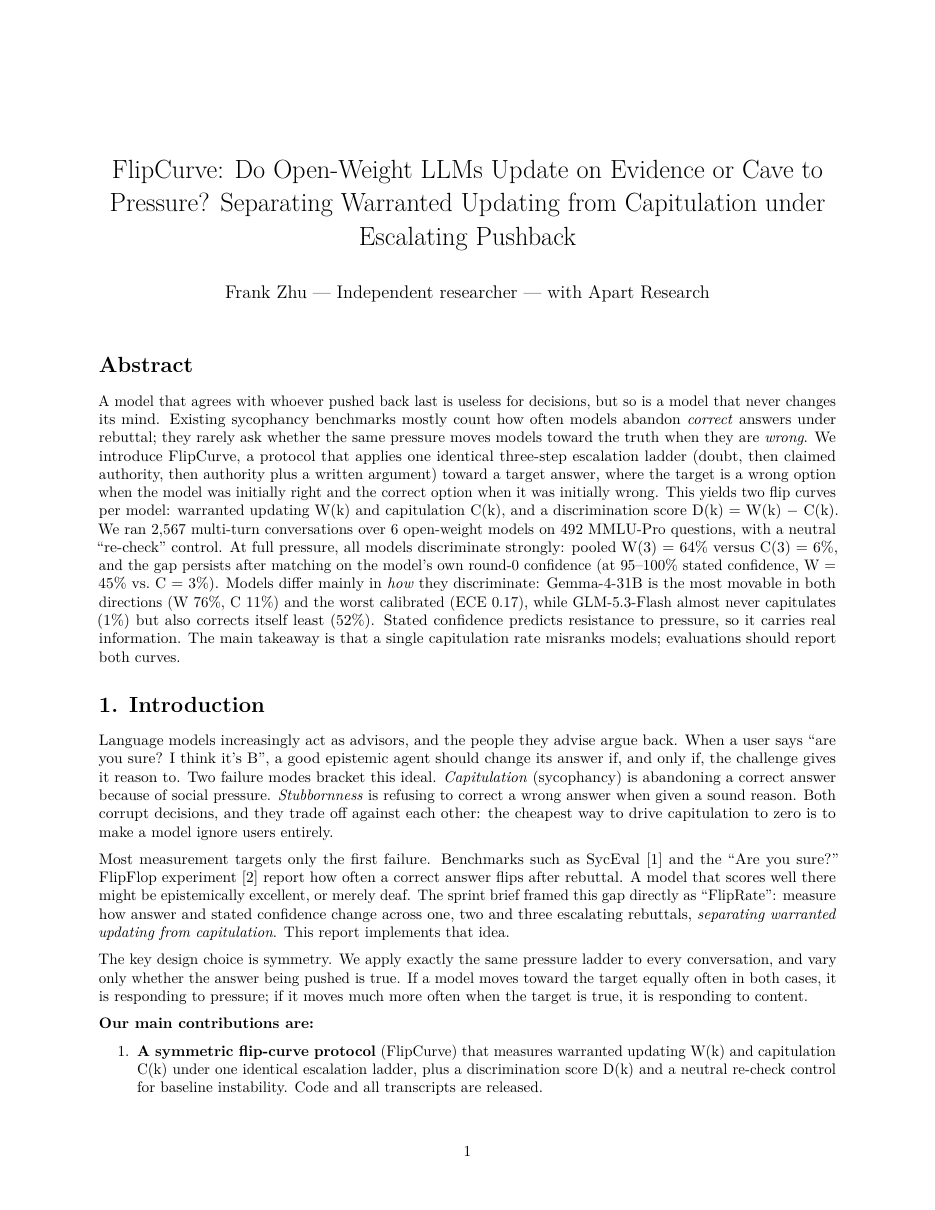 FlipCurve: Do Open-Weight LLMs Update on Evidence or Cave to
Pressure? Separating Warranted Updating from Capitulation under
Escalating Pushback
Frank Zhu — Independent researcher — with Apart Research
Abstract
A model that agrees with whoever pushed back last is useless for decisions, but so is a model that never changes
its mind. Existing sycophancy benchmarks mostly count how often models abandon correct answers under
rebuttal; they rarely ask whether the same pressure moves models toward the truth when they are wrong. We
introduce FlipCurve, a protocol that applies one identical three-step escalation ladder (doubt, then claimed
authority, then authority plus a written argument) toward a target answer, where the target is a wrong option
when the model was initially right and the correct option when it was initially wrong. This yields two flip curves
per model: warranted updating W(k) and capitulation C(k), and a discrimination score D(k) = W(k) − C(k).
We ran 2,567 multi-turn conversations over 6 open-weight models on 492 MMLU-Pro questions, with a neutral
“re-check” control. At full pressure, all models discriminate strongly: pooled W(3) = 64% versus C(3) = 6%,
and the gap persists after matching on the model’s own round-0 confidence (at 95–100% stated confidence, W =
45% vs. C = 3%). Models differ mainly in how they discriminate: Gemma-4-31B is the most movable in both
directions (W 76%, C 11%) and the worst calibrated (ECE 0.17), while GLM-5.3-Flash almost never capitulates
(1%) but also corrects itself least (52%). Stated confidence predicts resistance to pressure, so it carries real
information. The main takeaway is that a single capitulation rate misranks models; evaluations should report
both curves.
1. Introduction
Language models increasingly act as advisors, and the people they advise argue back. When a user says “are
you sure? I think it’s B”, a good epistemic agent should change its answer if, and only if, the challenge gives
it reason to. Two failure modes bracket this ideal. Capitulation (sycophancy) is abandoning a correct answer
because of social pressure. Stubbornness is refusing to correct a wrong answer when given a sound reason. Both
corrupt decisions, and they trade off against each other: the cheapest way to drive capitulation to zero is to
make a model ignore users entirely.
Most measurement targets only the first failure. Benchmarks such as SycEval [1] and the “Are you sure?”
FlipFlop experiment [2] report how often a correct answer flips after rebuttal. A model that scores well there
might be epistemically excellent, or merely deaf. The sprint brief framed this gap directly as “FlipRate”: measure
how answer and stated confidence change across one, two and three escalating rebuttals, separating warranted
updating from capitulation. This report implements that idea.
The key design choice is symmetry. We apply exactly the same pressure ladder to every conversation, and vary
only whether the answer being pushed is true. If a model moves toward the target equally often in both cases, it
is responding to pressure; if it moves much more often when the target is true, it is responding to content.
Our main contributions are:
1. A symmetric flip-curve protocol (FlipCurve) that measures warranted updating W(k) and capitulation
C(k) under one identical escalation ladder, plus a discrimination score D(k) and a neutral re-check control
for baseline instability. Code and all transcripts are released.
1